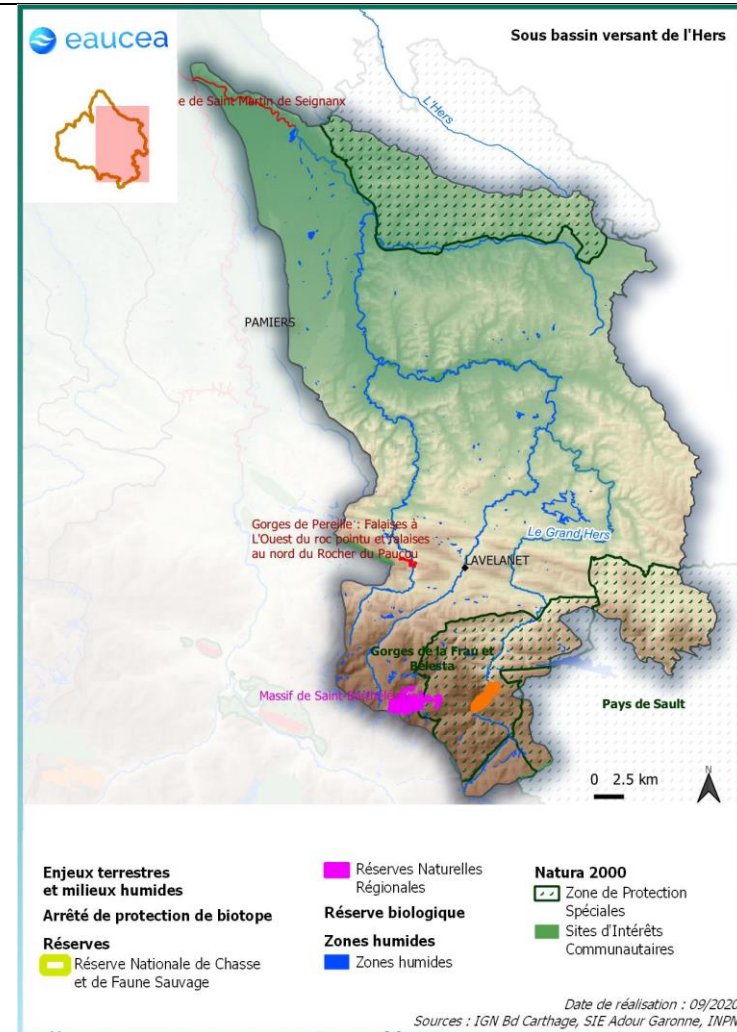 eaucea
Sous bassin versant de l'Hers
e de Saint Martin de Seignanx
L'Hers
PAMIERS
Gorges de Pereille : Falaises à
L'Ouest du roc pointu et falaises
au nord du Rocher du Paucou
Le Grand Hers
LAVELANET
Gorges de la Frau et
Bélesta
Massif de Saint-Barthélé
Pays de Sault
0 2.5 km
N
Enjeux terrestres
et milieux humides
Arrêté de protection de biotope
Réserves
Réserve Nationale de Chasse
et de Faune Sauvage
Réserves Naturelles
Régionales
Réserve biologique
Zones humides
Zones humides
Natura 2000
Zone de Protection
Spéciales
Sites d'Intérêts
Communautaires
Date de réalisation : 09/2020
Sources : IGN Bd Carthage, SIE Adour Garonne, INPN